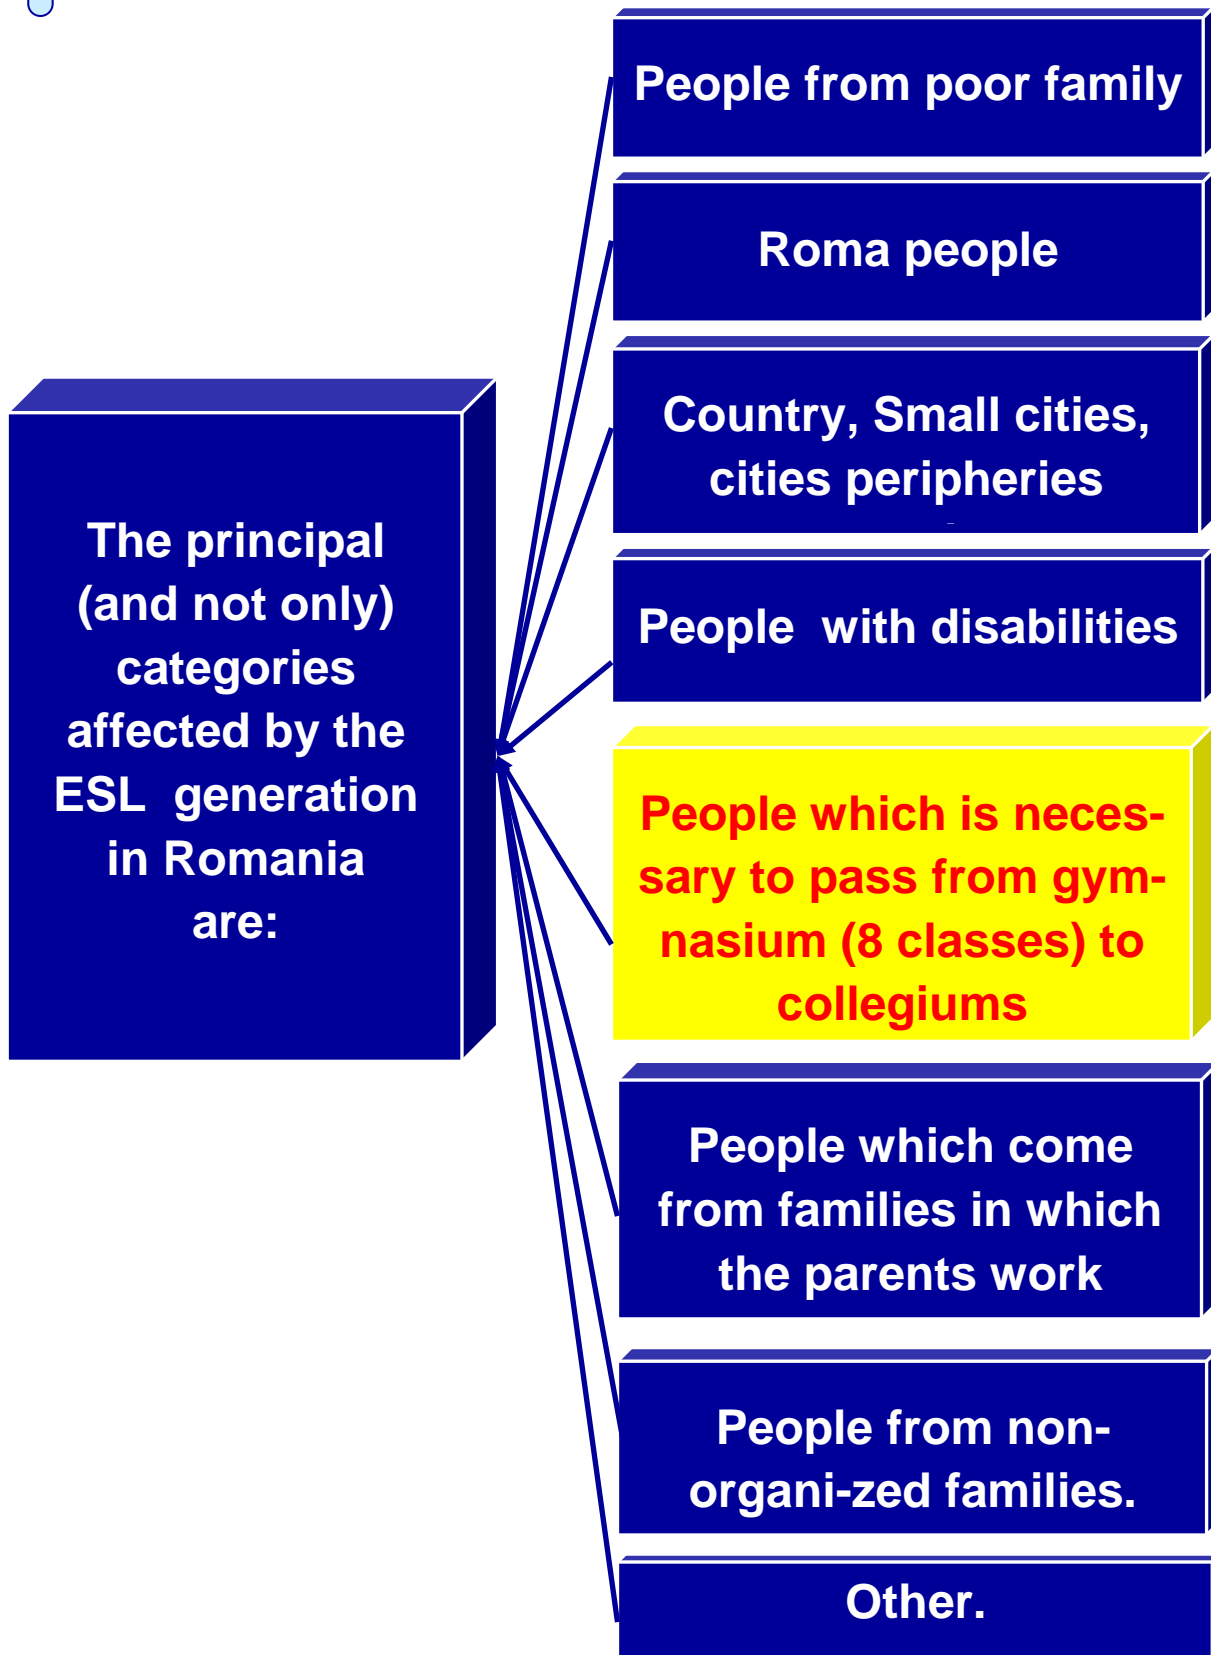 People from poor family
Roma people
Country, Small cities,
cities peripheries
The principal
(and not only)
categories
affected by the
ESL generation
in Romania
are:
People with disabilities
People which is neces-
sary to pass from gym-
nasium (8 classes) to
collegiums
People which come
from families in which
the parents work
People from non-
organi-zed families.
Other.